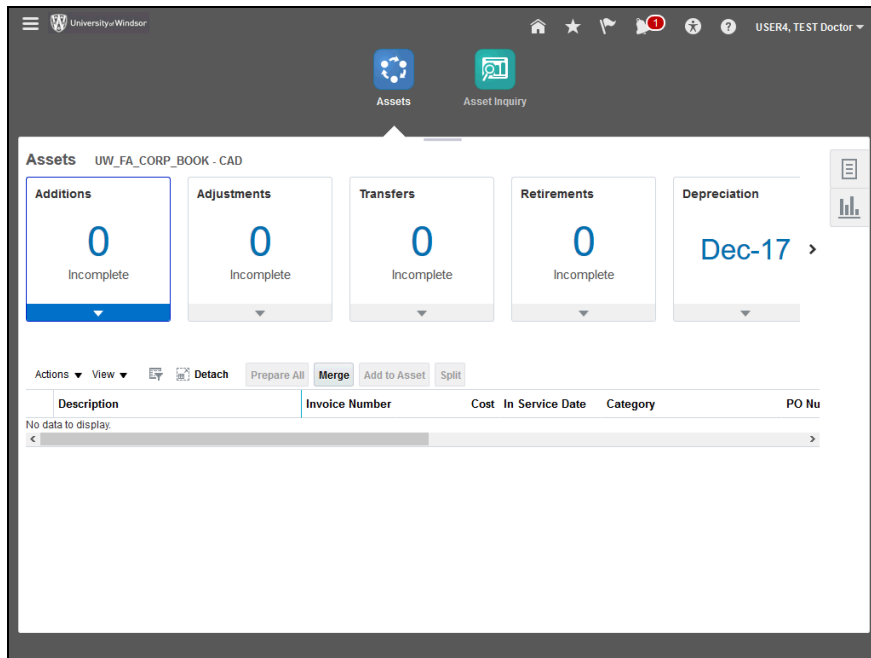 University of Windsor
1
USER4, TEST Doctor
Assets Asset Inquiry
Assets UW_FA_CORP_BOOK - CAD
Additions Adjustments Transfers Retirements Depreciation
0 0 0 0 Dec-17
Incomplete Incomplete Incomplete Incomplete
Actions View Detach Prepare All Merge Add to Asset Split
Description Invoice Number Cost In Service Date Category PO Nu
No data to display.